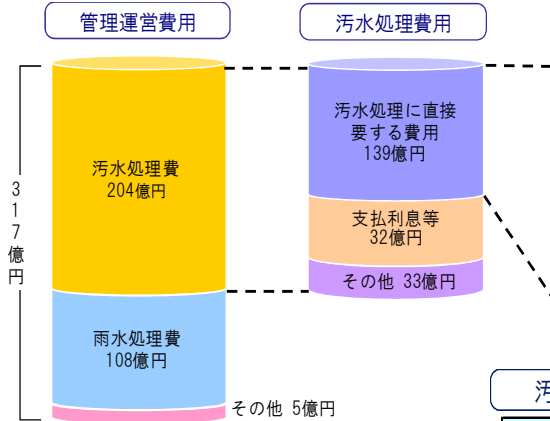 管理運営費用
汚水処理費用
317億円
汚水処理費
204億円
雨水処理費
108億円
その他 5億円
汚水処理に直接
要する費用
139億円
支払利息等
32億円
その他 33億円
汚